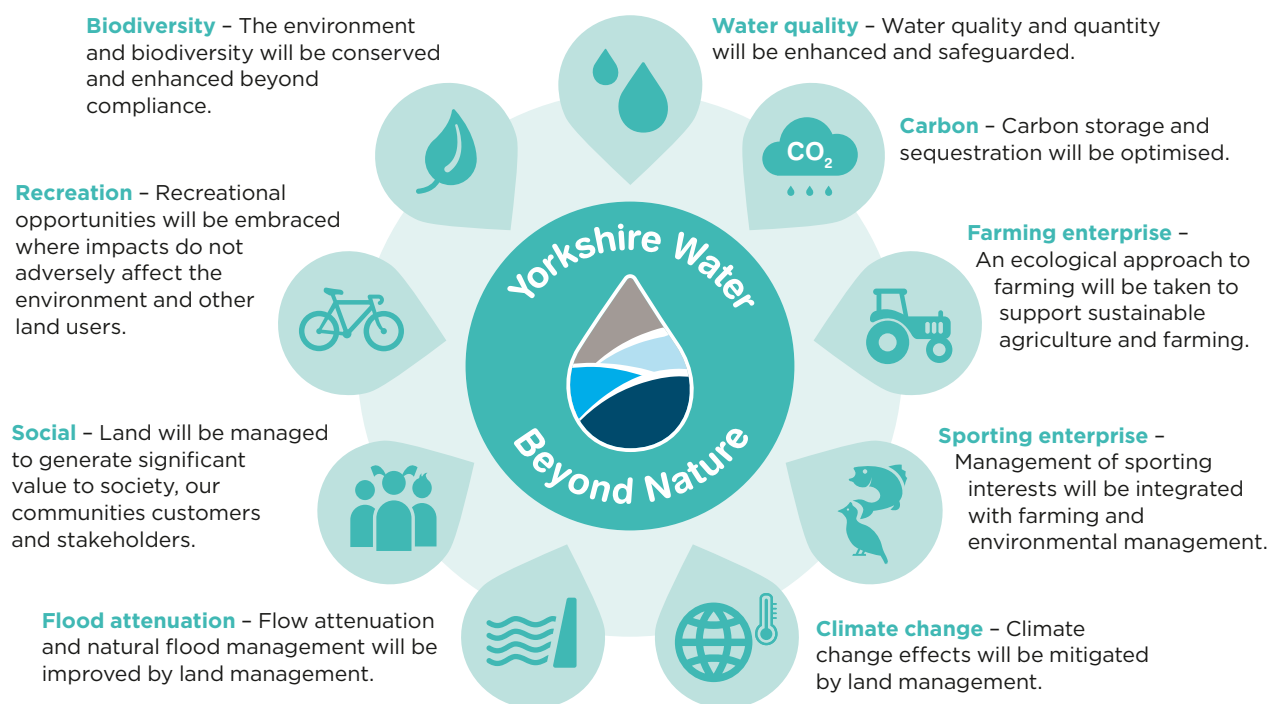 Biodiversity – The environment
and biodiversity will be conserved
and enhanced beyond
compliance.
Water quality – Water quality and quantity
will be enhanced and safeguarded.
CO2
Carbon – Carbon storage and
sequestration will be optimised.
Recreation – Recreational
opportunities will be embraced
where impacts do not
adversely affect the
environment and other
land users.
Farming enterprise –
An ecological approach to
farming will be taken to
support sustainable
agriculture and farming.
Yorkshire Water
Beyond Nature
Social – Land will be managed
to generate significant
value to society, our
communities customers
and stakeholders.
Sporting enterprise –
Management of sporting
interests will be integrated
with farming and
environmental management.
Flood attenuation – Flow attenuation
and natural flood management will be
improved by land management.
Climate change – Climate
change effects will be mitigated
by land management.